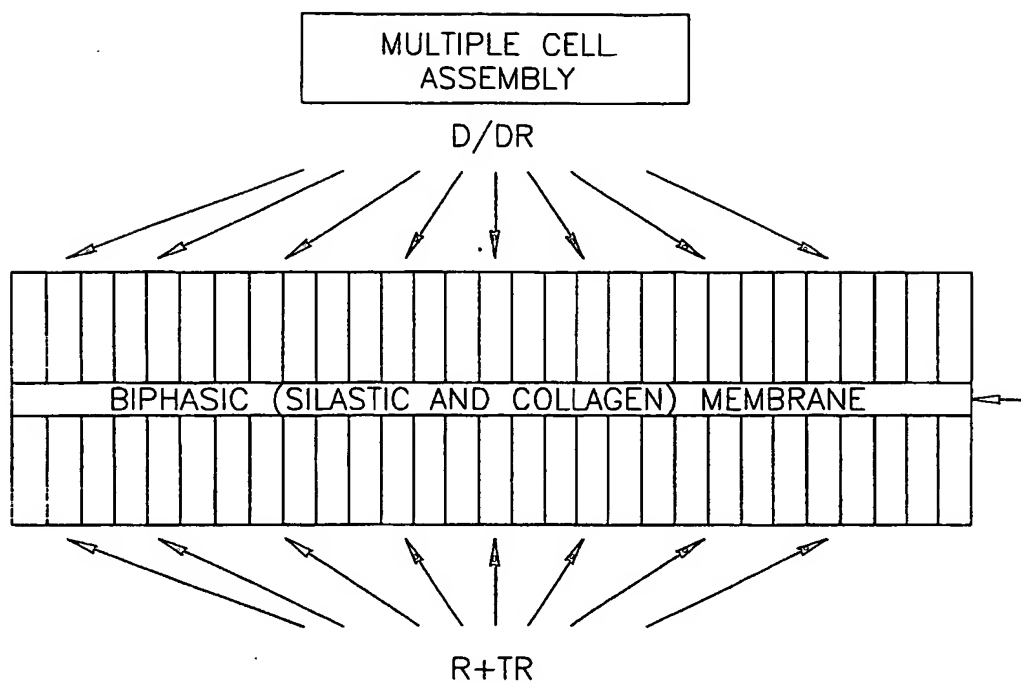 MULTIPLE CELL
ASSEMBLY
D/DR
BIPHASIC (SILASTIC AND COLLAGEN) MEMBRANE
R+TR